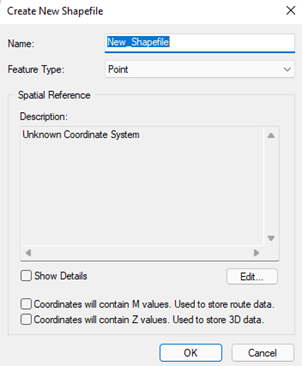 Create New Shapefile
Name: New_Shapefile
Feature Type: Point
Spatial Reference
Description:
Unknown Coordinate System
Show Details Edit...
Coordinates will contain M values. Used to store route data.
Coordinates will contain Z values. Used to store 3D data.
OK Cancel